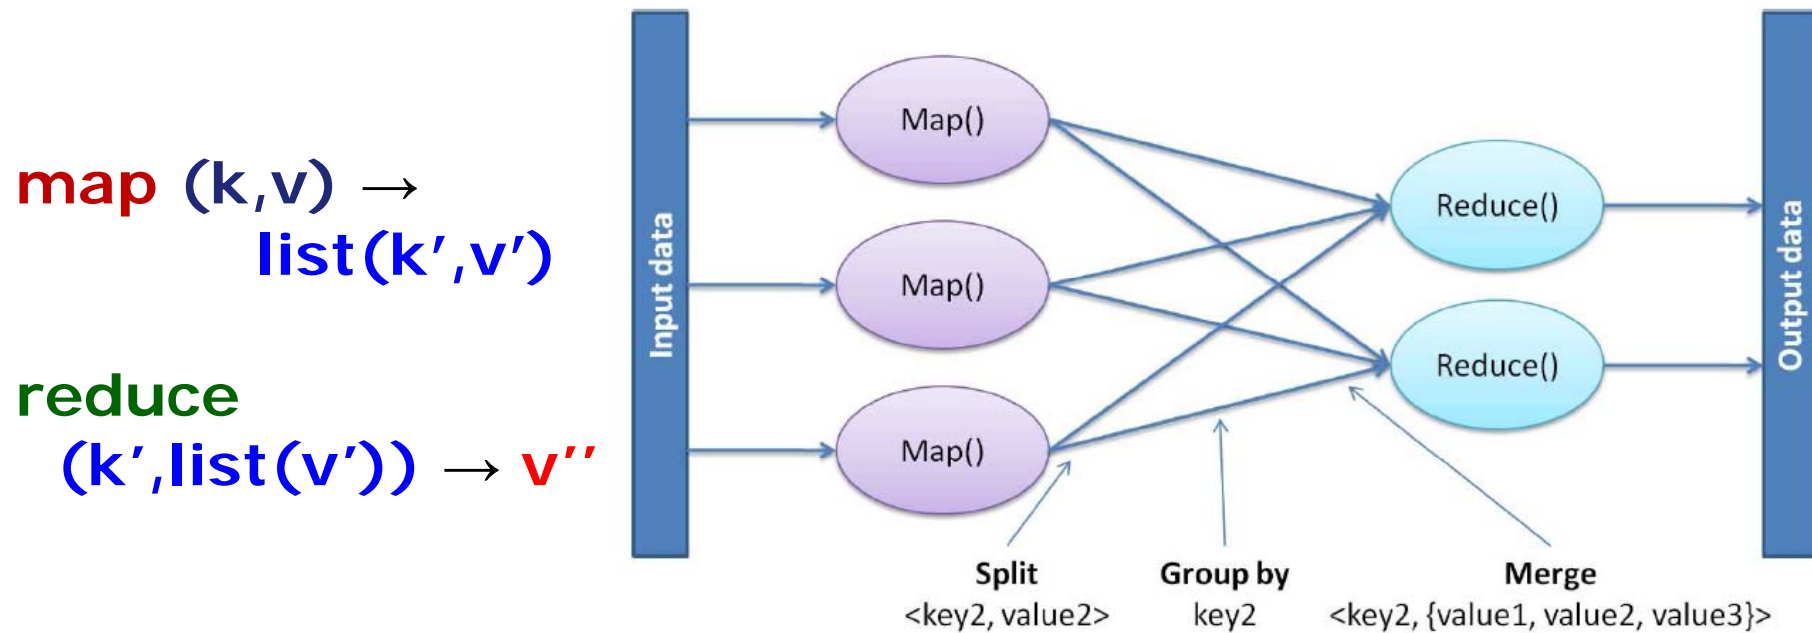 map (k,v) →
list(k′,v′)
reduce
(k′,list(v′)) → v′′
Input data
Map()
Map()
Map()
Reduce()
Reduce()
Output data
Split
<key2, value2>
Group by
key2
Merge
<key2, {value1, value2, value3}>